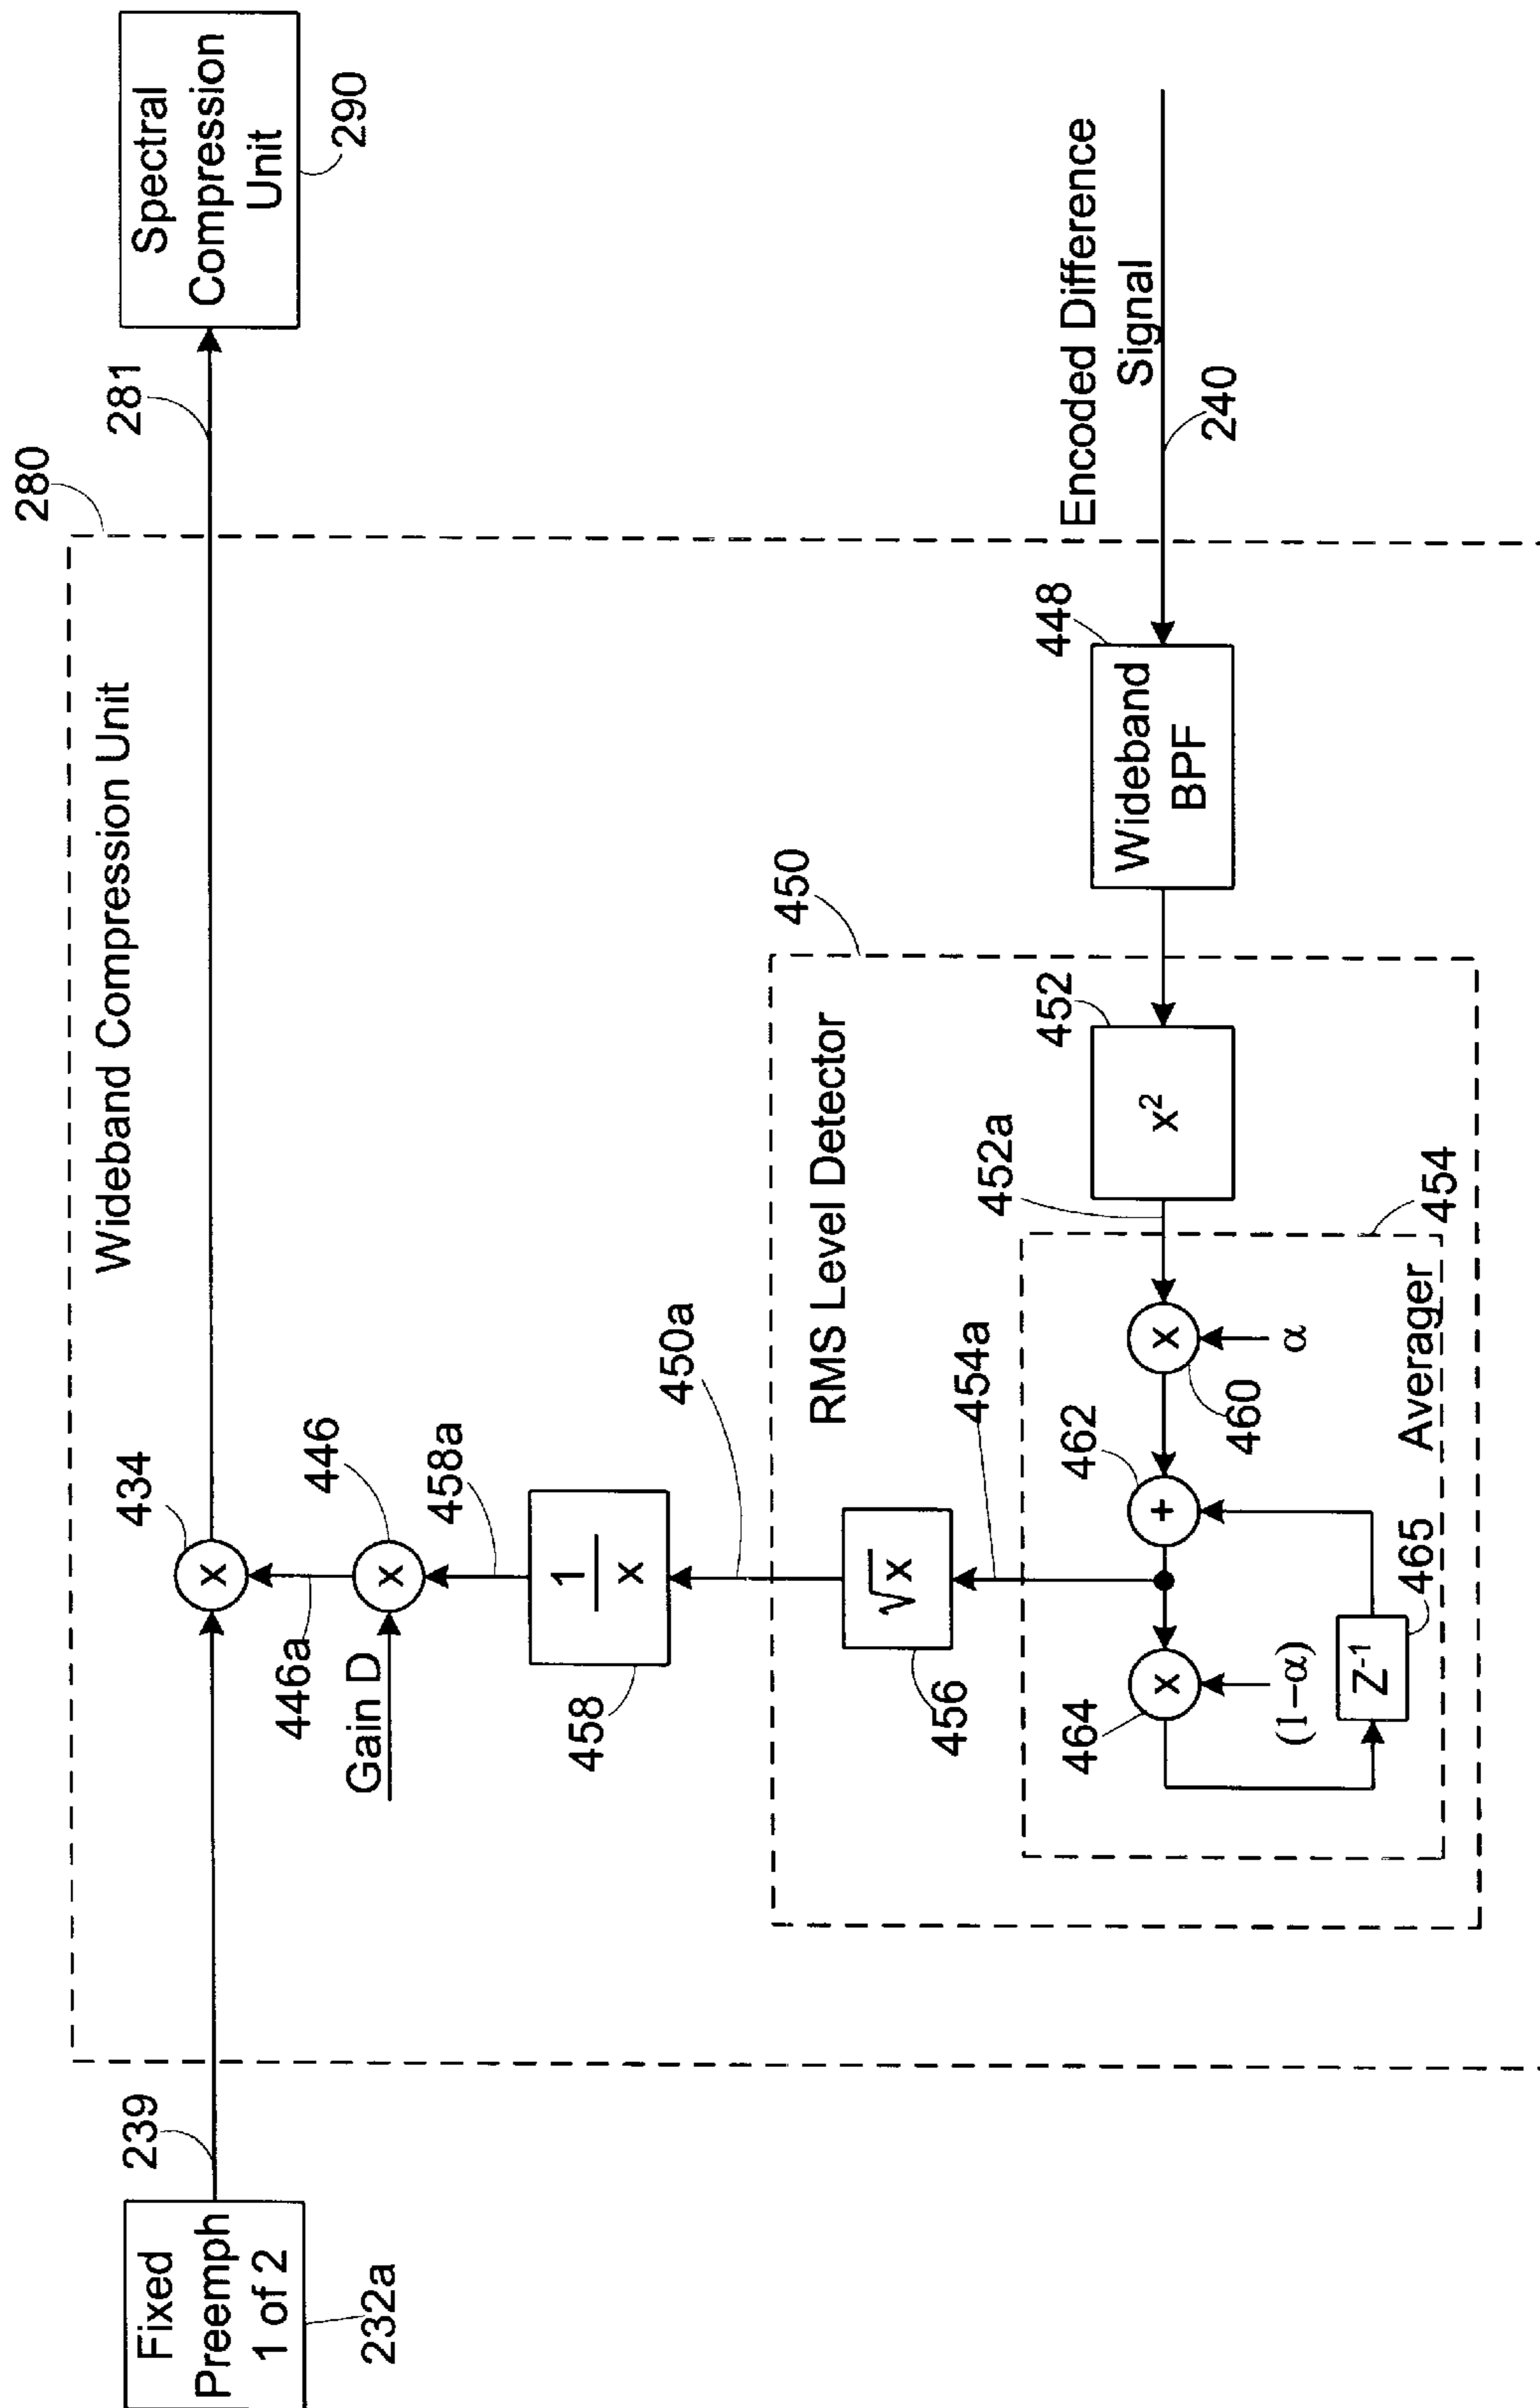 280
Wideband Compression Unit
Fixed
Preemph
1 of 2
232a
239
434
x
281
Spectral
Compression
Unit
290
446a
Gain D
x
446
458a
1
x
458
450a
450
RMS Level Detector
√x
456
454a
Averager
454
464
x
(1−α)
Z-1
465
+
462
x
460
α
452a
x2
452
Wideband
BPF
448
Encoded Difference
Signal
240